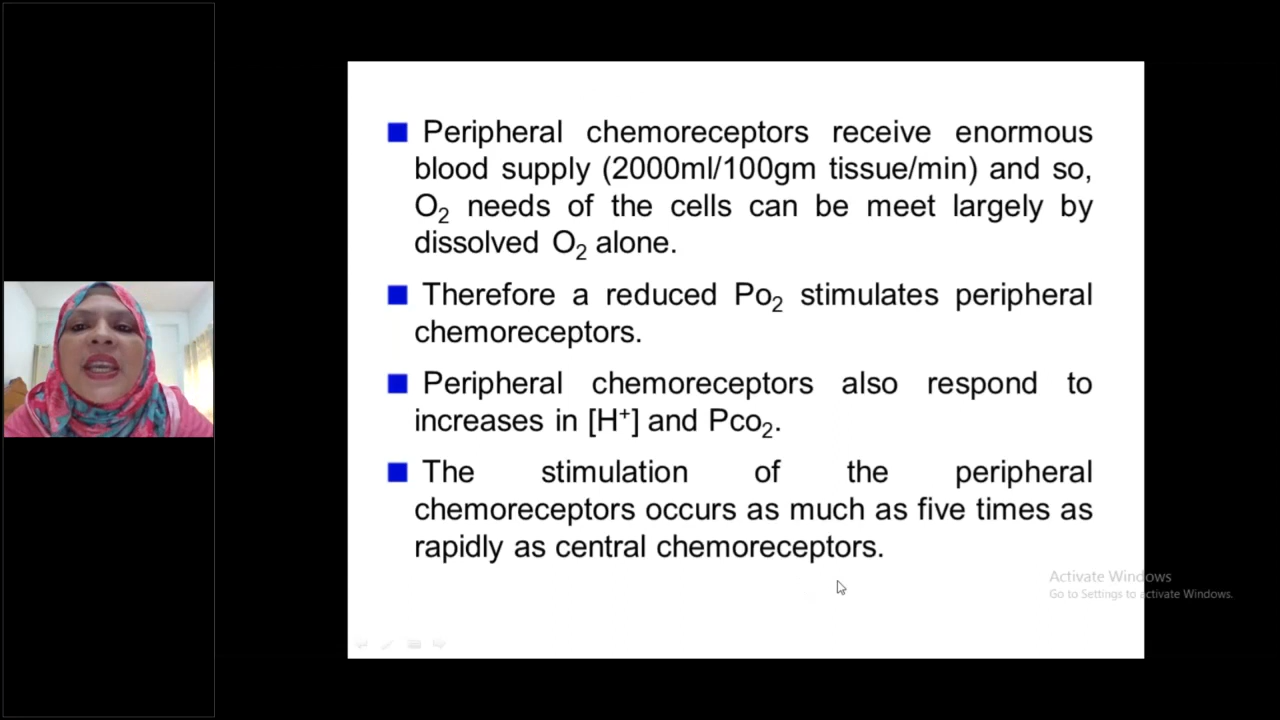 Peripheral chemoreceptors receive enormous
blood supply (2000ml/100gm tissue/min) and so,
O₂ needs of the cells can be meet largely by
dissolved O₂ alone.
Therefore a reduced Po₂ stimulates peripheral
chemoreceptors.
Peripheral chemoreceptors also respond to
increases in [H⁺] and Pco₂.
The stimulation of the peripheral
chemoreceptors occurs as much as five times as
rapidly as central chemoreceptors.
Activate Windows
Go to Settings to activate Windows.